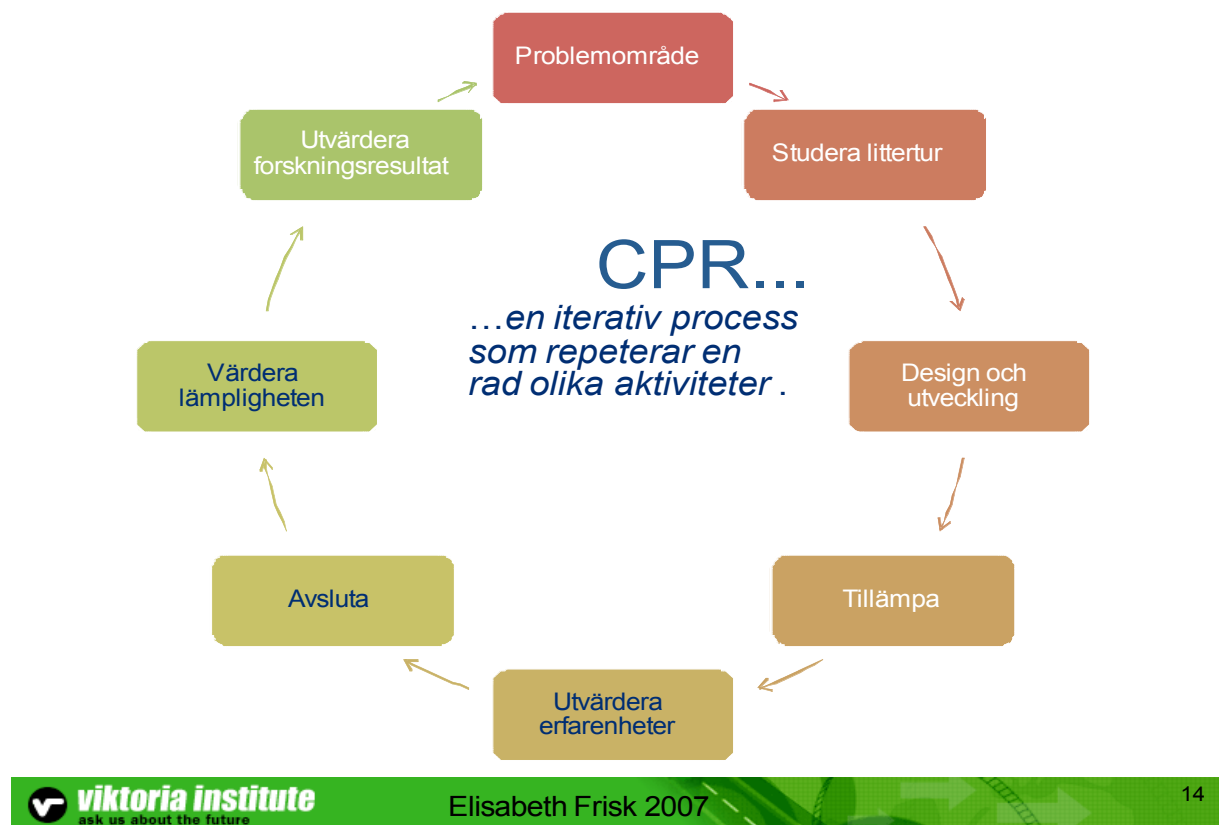 Problemområde
Studera littertur
Utvärdera
forskningsresultat
CPR...
...en iterativ process
som repeterar en
rad olika aktiviteter .
Värdera
lämpligheten
Design och
utveckling
Avsluta
Tillämpa
Utvärdera
erfarenheter
viktoria institute
ask us about the future
Elisabeth Frisk 2007
14